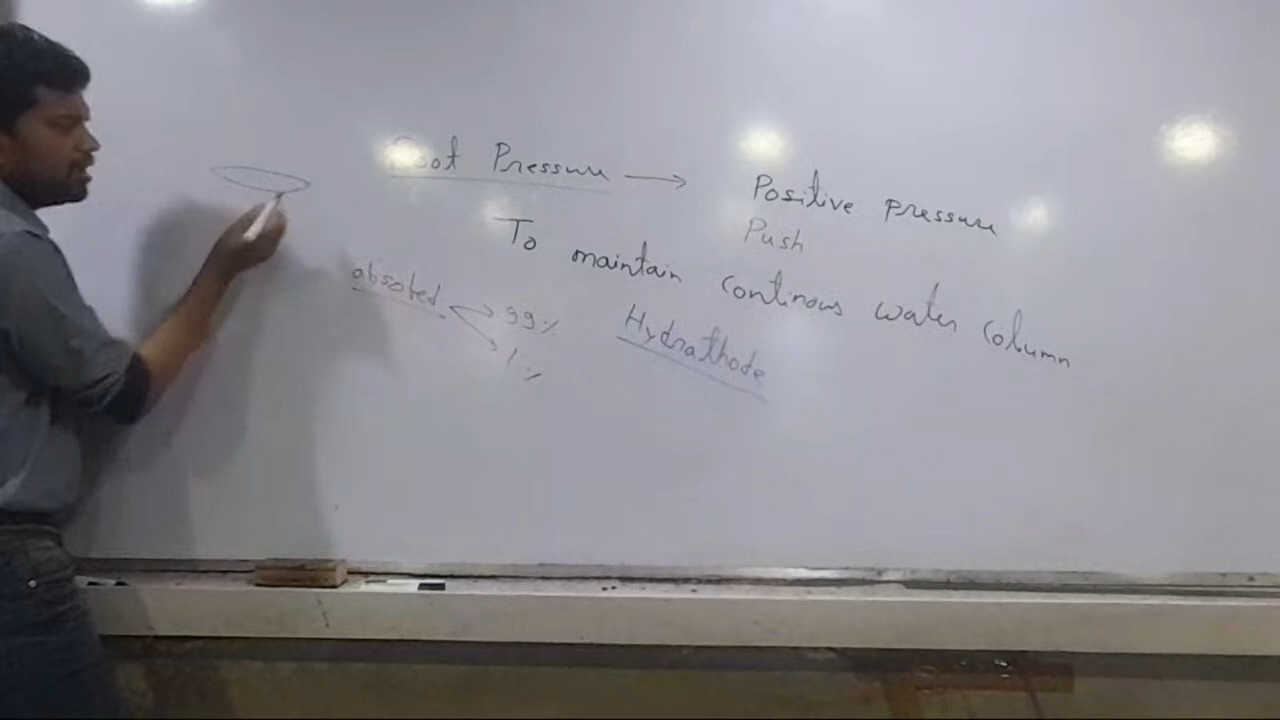 Root Pressure → Positive pressure
Push
To maintain continous water column
absorbed 99%
1%
Hydrathode